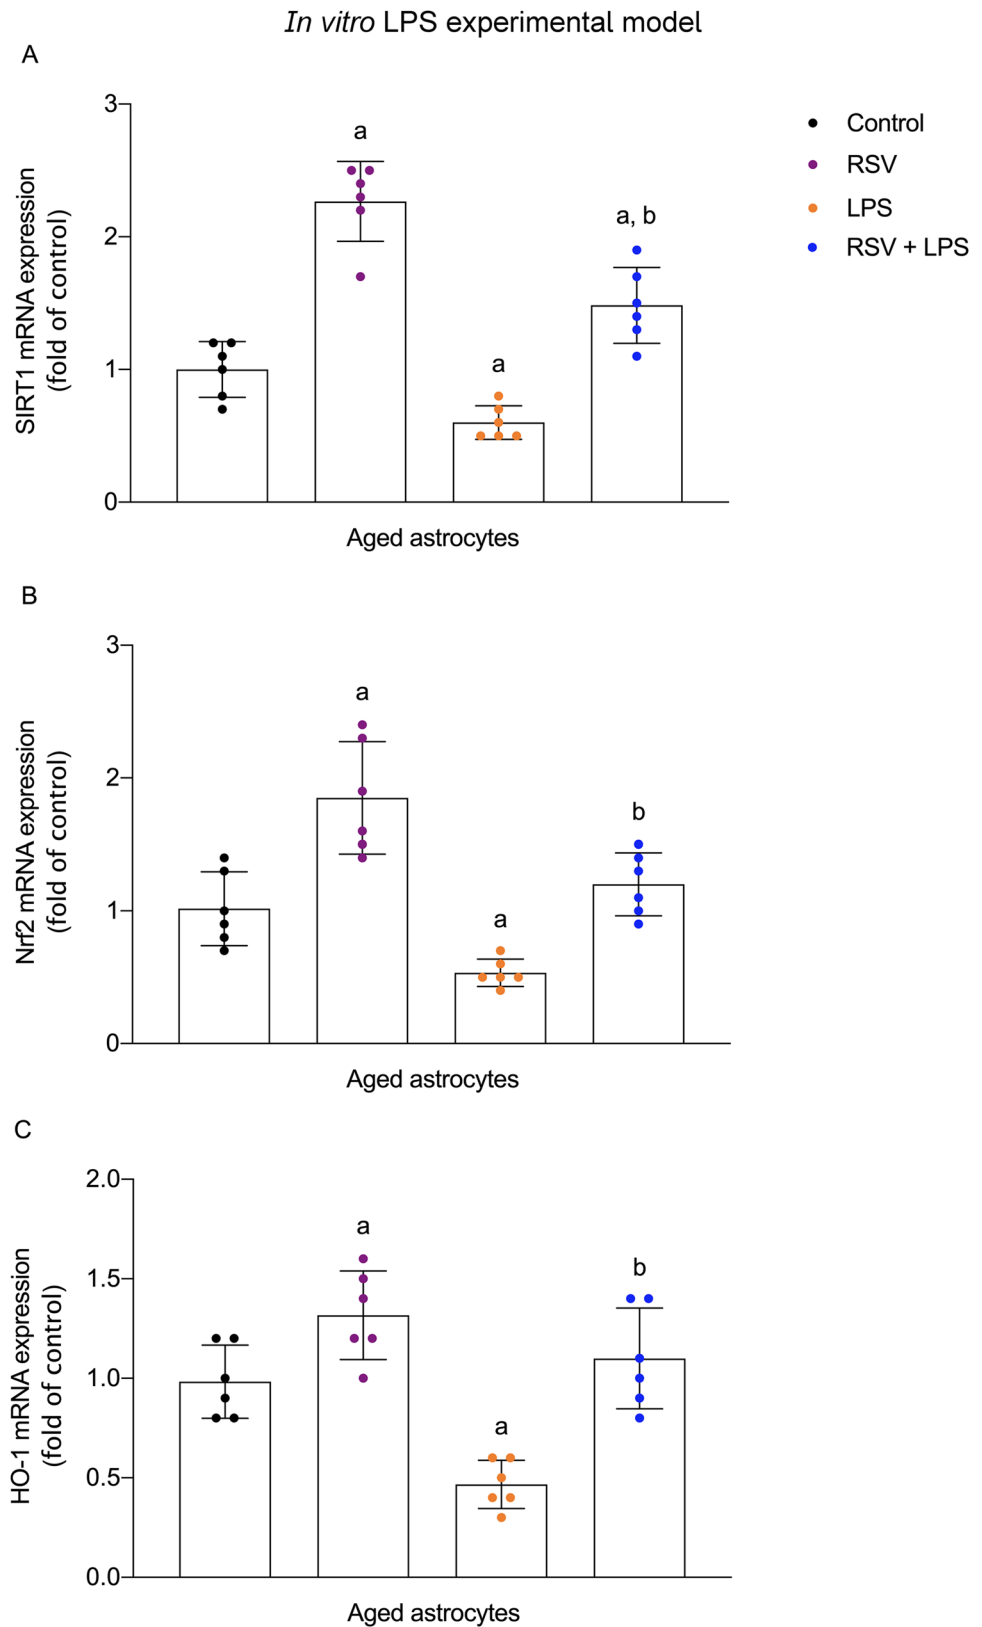 In vitro LPS experimental model
A
3
2
1
0
SIRT1 mRNA expression
(fold of control)
a
a
a, b
Aged astrocytes
Control
RSV
LPS
RSV + LPS
B
3
2
1
0
Nrf2 mRNA expression
(fold of control)
a
a
b
Aged astrocytes
C
2.0
1.5
1.0
0.5
0.0
HO-1 mRNA expression
(fold of control)
a
a
b
Aged astrocytes